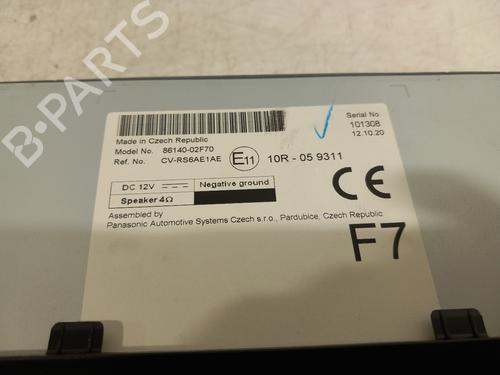 B-PARTS
Made in Czech Republic
Model No. 86140-02F70
Ref. No. CV-RS6AE1AE
E11 10R - 05 9311
Serial No.
101308
12.10.20
DC 12V Negative ground
Speaker 4Ω
CE
Assembled by
Panasonic Automotive Systems Czech s.r.o., Pardubice, Czech Republic
F7